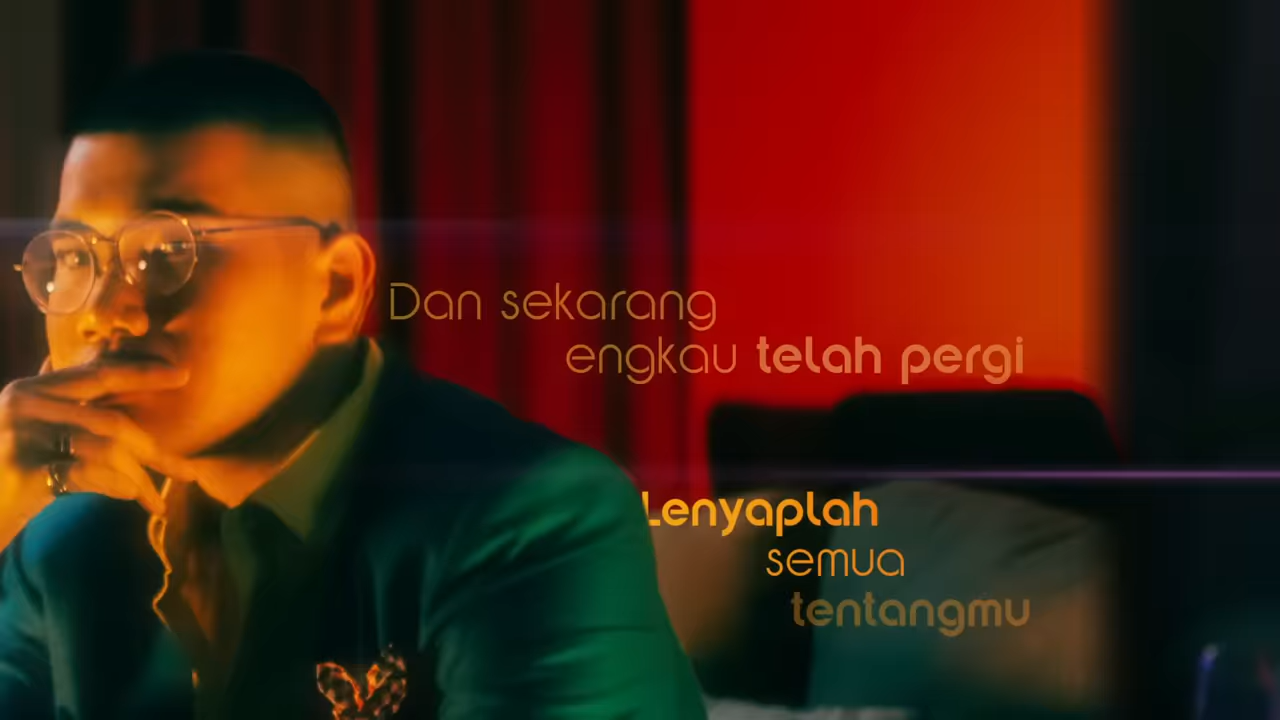 Dan sekarang
engkau telah pergi
Lenyaplah
semua
tentangmu